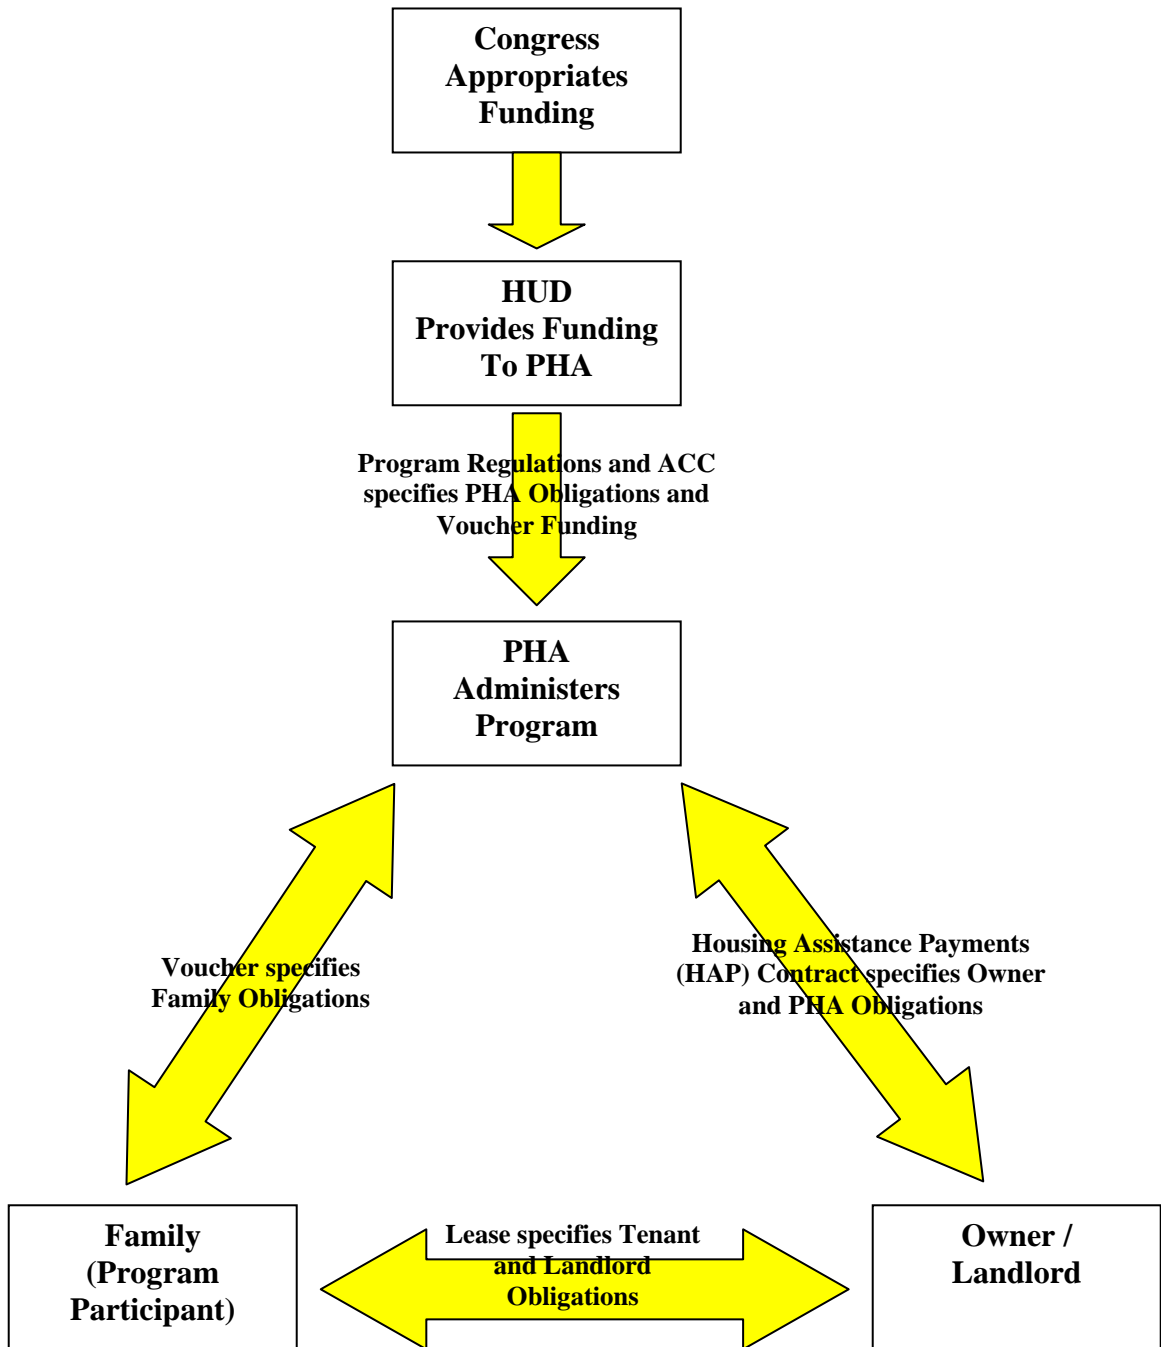 Congress
Appropriates
Funding
HUD
Provides Funding
To PHA
Program Regulations and ACC
specifies PHA Obligations and
Voucher Funding
PHA
Administers
Program
Voucher specifies
Family Obligations
Housing Assistance Payments
(HAP) Contract specifies Owner
and PHA Obligations
Family
(Program
Participant)
Lease specifies Tenant
and Landlord
Obligations
Owner /
Landlord